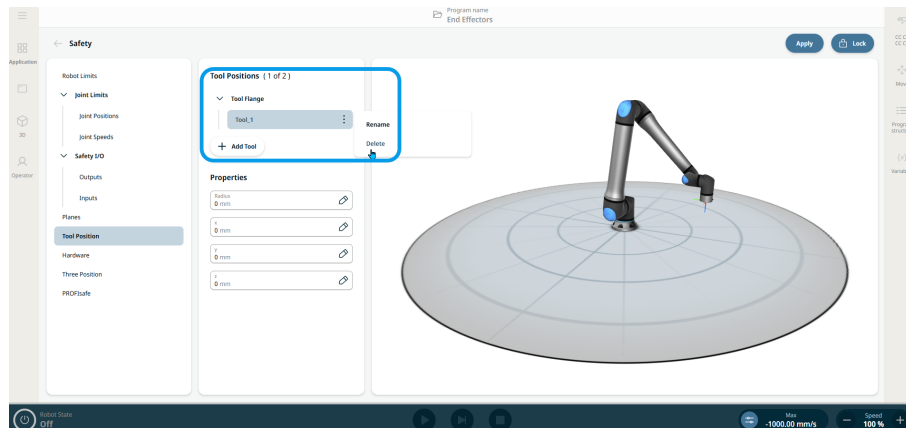 Program name
End Effectors
Safety
Apply
Lock
Application
3D
Operator
Robot Limits
Joint Limits
Joint Positions
Joint Speeds
Safety I/O
Outputs
Inputs
Planes
Tool Position
Hardware
Three Position
PROFIsafe
Tool Positions ( 1 of 2 )
Tool Flange
Tool_1
Rename
Delete
Add Tool
Properties
Radius
0 mm
x
0 mm
y
0 mm
z
0 mm
Robot State
Off
Max
-1000.00 mm/s
Speed
100 %